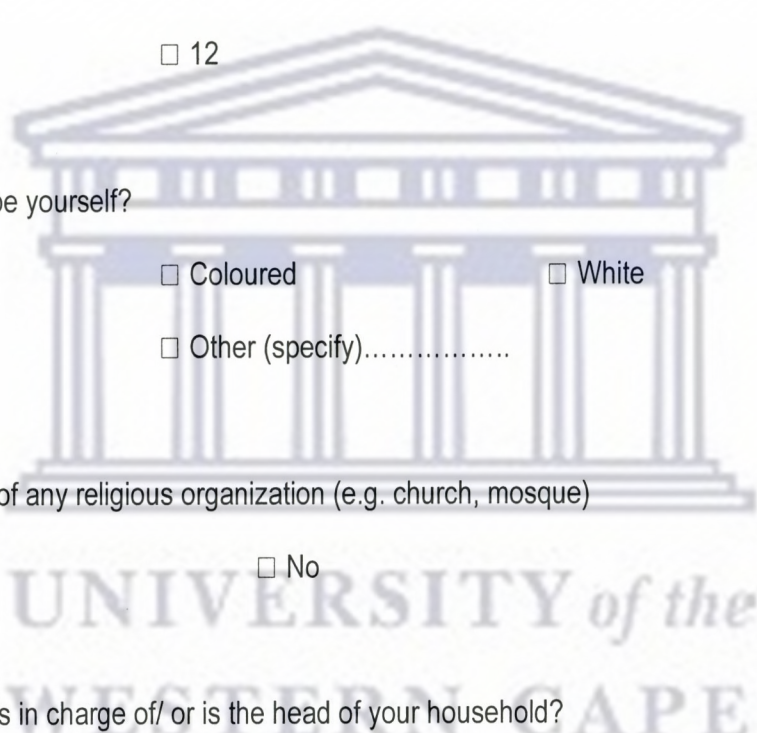 ☐ 12
be yourself?
☐ Coloured ☐ White
☐ Other (specify)………………
of any religious organization (e.g. church, mosque)
☐ No
UNIVERSITY of the
s in charge of/ or is the head of your household?
WESTERN CAPE